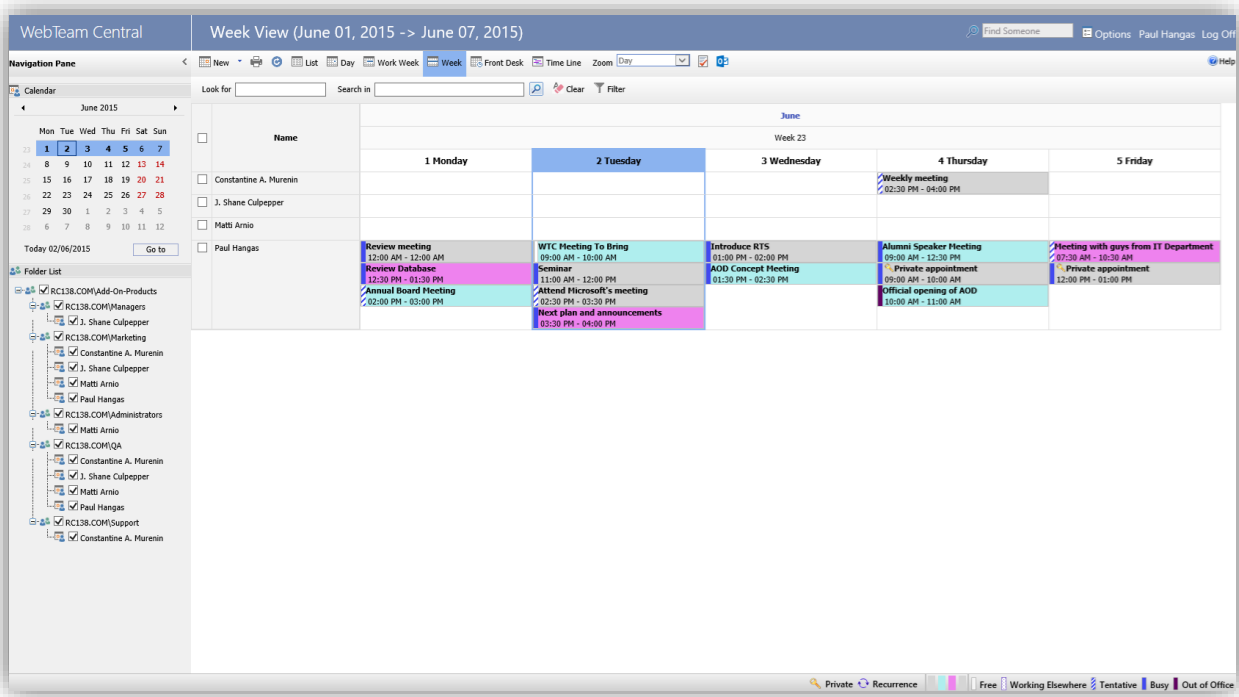 WebTeam Central
Week View (June 01, 2015 -> June 07, 2015)
Find Someone
Options Paul Hangas Log Off
Navigation Pane
New List Day Work Week Week Front Desk Time Line Zoom Day
Help
Calendar
Look for Search in Clear Filter
June 2015
Mon Tue Wed Thu Fri Sat Sun
23 1 2 3 4 5 6 7
24 8 9 10 11 12 13 14
25 15 16 17 18 19 20 21
26 22 23 24 25 26 27 28
27 29 30 1 2 3 4 5
28 6 7 8 9 10 11 12
Today 02/06/2015 Go to
Folder List
RC138.COM\Add-On-Products
RC138.COM\Managers
J. Shane Culpepper
RC138.COM\Marketing
Constantine A. Murenin
J. Shane Culpepper
Matti Arnio
Paul Hangas
RC138.COM\Administrators
Matti Arnio
RC138.COM\QA
Constantine A. Murenin
J. Shane Culpepper
Matti Arnio
Paul Hangas
RC138.COM\Support
Constantine A. Murenin
June
Name
Week 23
1 Monday 2 Tuesday 3 Wednesday 4 Thursday 5 Friday
Constantine A. Murenin
Weekly meeting
02:30 PM - 04:00 PM
J. Shane Culpepper
Matti Arnio
Paul Hangas
Review meeting
12:00 AM - 12:00 AM
Review Database
12:30 PM - 01:30 PM
Annual Board Meeting
02:00 PM - 03:00 PM
WTC Meeting To Bring
09:00 AM - 10:00 AM
Seminar
11:00 AM - 12:00 PM
Attend Microsoft's meeting
02:30 PM - 03:30 PM
Next plan and announcements
03:30 PM - 04:00 PM
Introduce RTS
01:00 PM - 02:00 PM
AOD Concept Meeting
01:30 PM - 02:30 PM
Alumni Speaker Meeting
09:00 AM - 12:30 PM
Private appointment
09:00 AM - 10:00 AM
Official opening of AOD
10:00 AM - 11:00 AM
Meeting with guys from IT Department
07:30 AM - 10:30 AM
Private appointment
12:00 PM - 01:00 PM
Private Recurrence Free Working Elsewhere Tentative Busy Out of Office